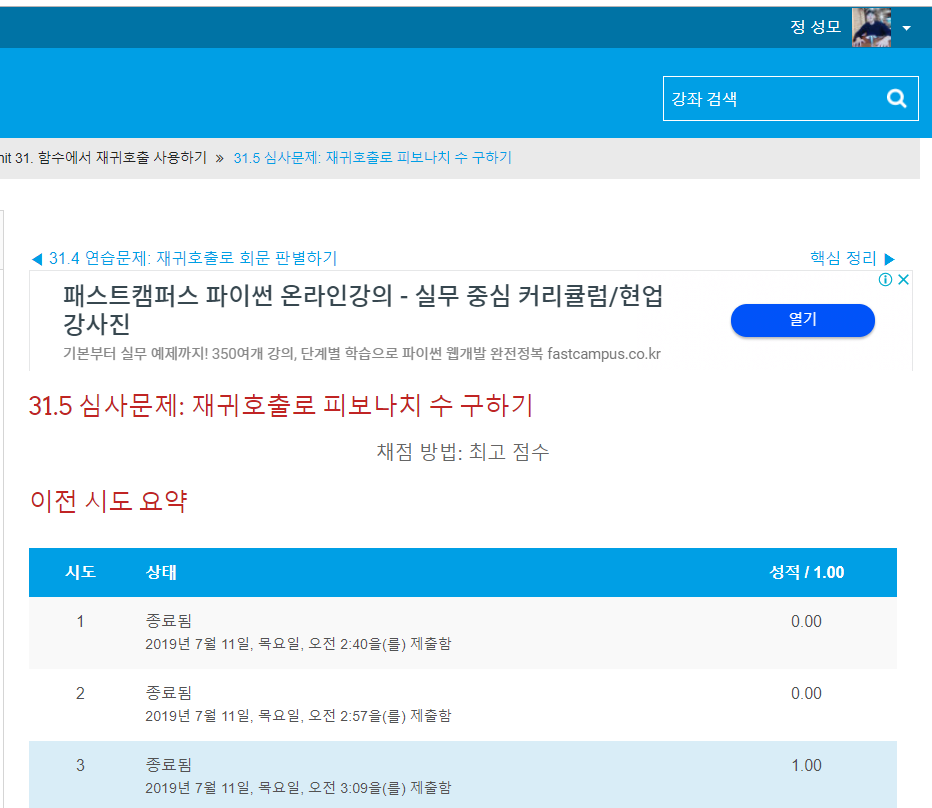 정 성모
강좌 검색
nit 31. 함수에서 재귀호출 사용하기 » 31.5 심사문제: 재귀호출로 피보나치 수 구하기
◀ 31.4 연습문제: 재귀호출로 회문 판별하기 핵심 정리 ▶
패스트캠퍼스 파이썬 온라인강의 - 실무 중심 커리큘럼/현업
강사진
열기
기본부터 실무 예제까지! 350여개 강의, 단계별 학습으로 파이썬 웹개발 완전정복 fastcampus.co.kr
31.5 심사문제: 재귀호출로 피보나치 수 구하기
채점 방법: 최고 점수
이전 시도 요약
시도 상태 성적 / 1.00
1 종료됨 0.00
2019년 7월 11일, 목요일, 오전 2:40을(를) 제출함
2 종료됨 0.00
2019년 7월 11일, 목요일, 오전 2:57을(를) 제출함
3 종료됨 1.00
2019년 7월 11일, 목요일, 오전 3:09을(를) 제출함